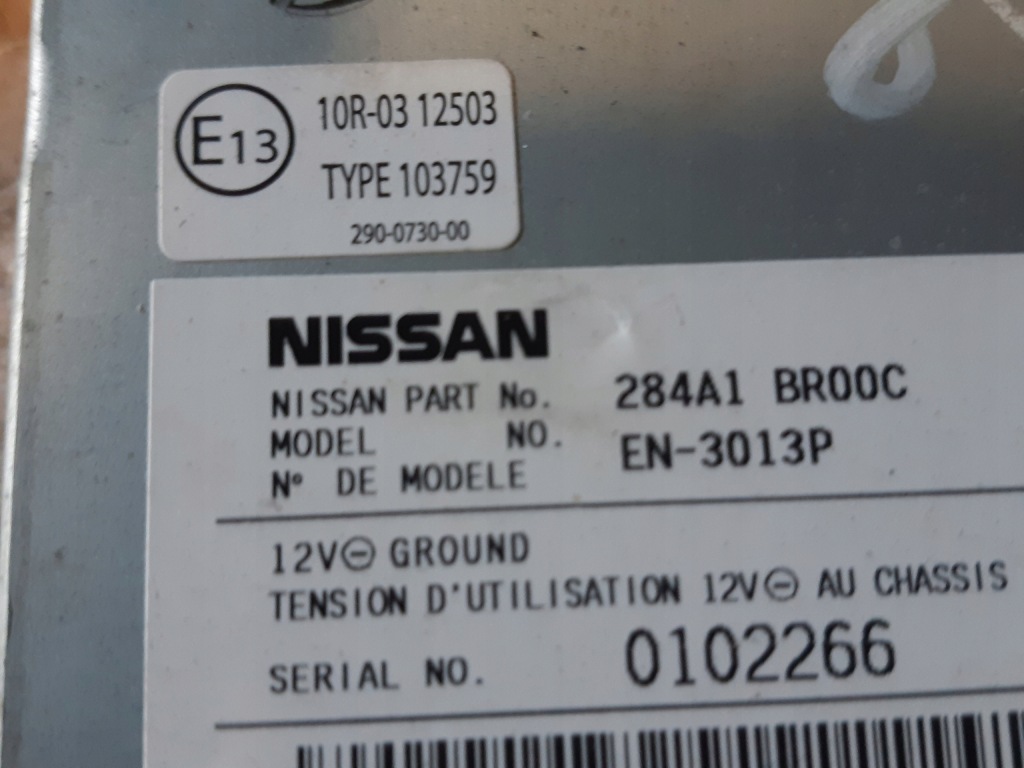 E13
10R-03 12503
TYPE 103759
290-0730-00
NISSAN
NISSAN PART No. 284A1 BR00C
MODEL NO. EN-3013P
N° DE MODELE
12V⊖ GROUND
TENSION D'UTILISATION 12V⊖ AU CHASSIS
SERIAL NO. 0102266